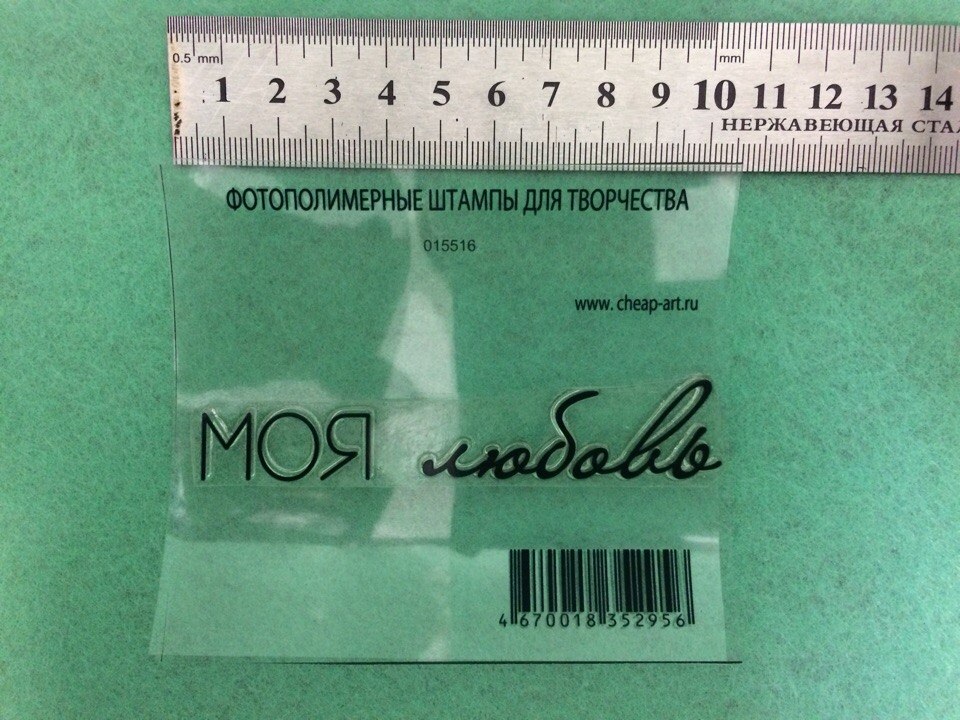 0.5 mm
mm
1 2 3 4 5 6 7 8 9 10 11 12 13 14
НЕРЖАВЕЮЩАЯ СТА
ФОТОПОЛИМЕРНЫЕ ШТАМПЫ ДЛЯ ТВОРЧЕСТВА
015516
www.cheap-art.ru
МОЯ любовь
4 670018 352956